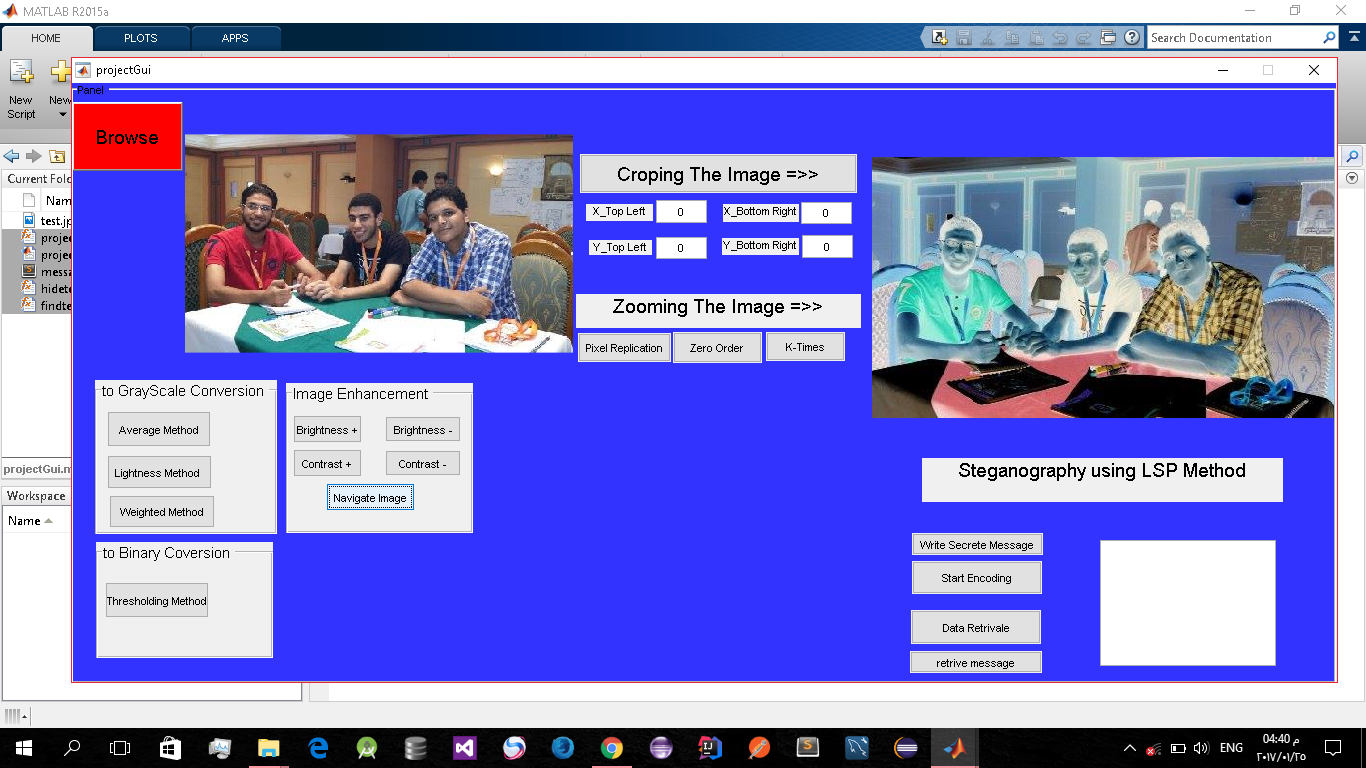 MATLAB R2015a
HOME
PLOTS
APPS
Search Documentation
New
Script
New
projectGui
Panel
Browse
Current Fold
Nam
test.jp
projec
projec
messa
hidete
findte
projectGui.m
Workspace
Name
Croping The Image =>>
X_Top Left
0
X_Bottom Right
0
Y_Top Left
0
Y_Bottom Right
0
Zooming The Image =>>
Pixel Replication
Zero Order
K-Times
to GrayScale Conversion
Average Method
Lightness Method
Weighted Method
Image Enhancement
Brightness +
Brightness -
Contrast +
Contrast -
Navigate Image
to Binary Coversion
Thresholding Method
Steganography using LSP Method
Write Secrete Message
Start Encoding
Data Retrivale
retrive message
ENG
04:40 م
٢٠١٧/٠١/٢٥